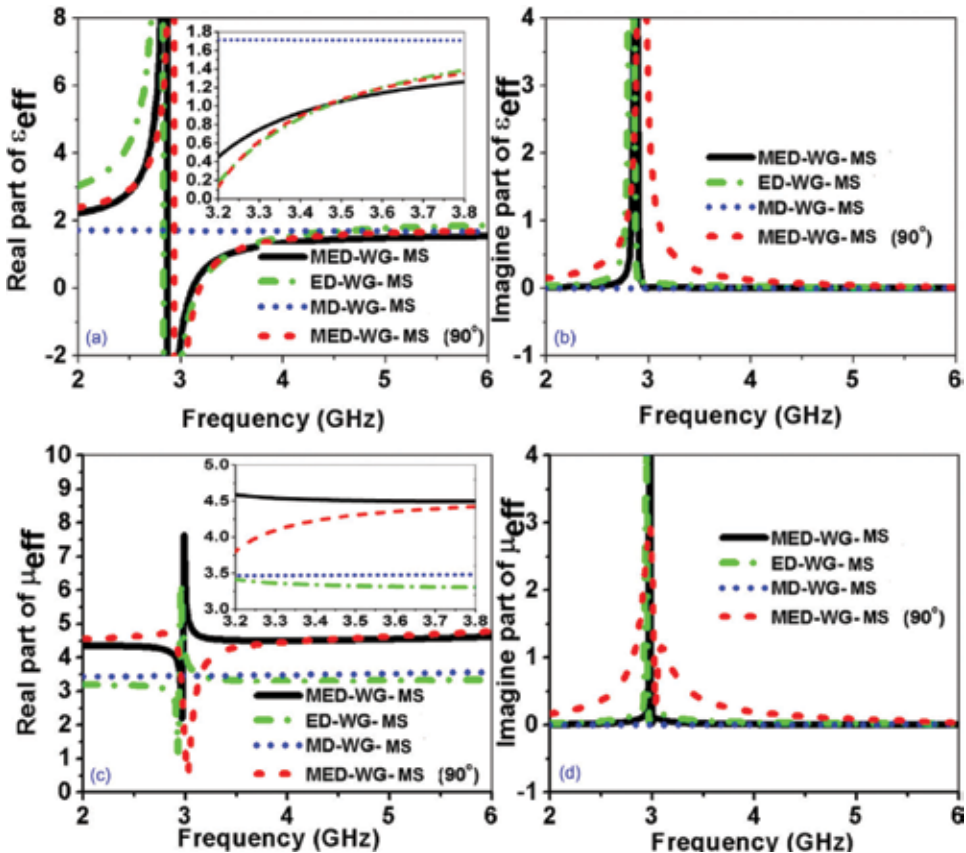 Real part of εeff
8
6
4
2
0
-2
1.8
1.6
1.4
1.2
1.0
0.8
0.6
0.4
0.2
0.0
3.2 3.3 3.4 3.5 3.6 3.7 3.8
MED-WG-MS
ED-WG-MS
MD-WG-MS
MED-WG-MS (90°)
(a)
2 3 4 5 6
Frequency (GHz)
Imagine part of εeff
4
3
2
1
0
-1
MED-WG-MS
ED-WG-MS
MD-WG-MS
MED-WG-MS (90°)
(b)
2 3 4 5 6
Frequency (GHz)
Real part of μeff
10
9
8
7
6
5
4
3
2
1
0
5.0
4.5
4.0
3.5
3.0
3.2 3.3 3.4 3.5 3.6 3.7 3.8
MED-WG-MS
ED-WG-MS
MD-WG-MS
MED-WG-MS (90°)
(c)
2 3 4 5 6
Frequency (GHz)
Imagine part of μeff
4
3
2
1
0
-1
MED-WG-MS
ED-WG-MS
MD-WG-MS
MED-WG-MS (90°)
(d)
2 3 4 5 6
Frequency (GHz)